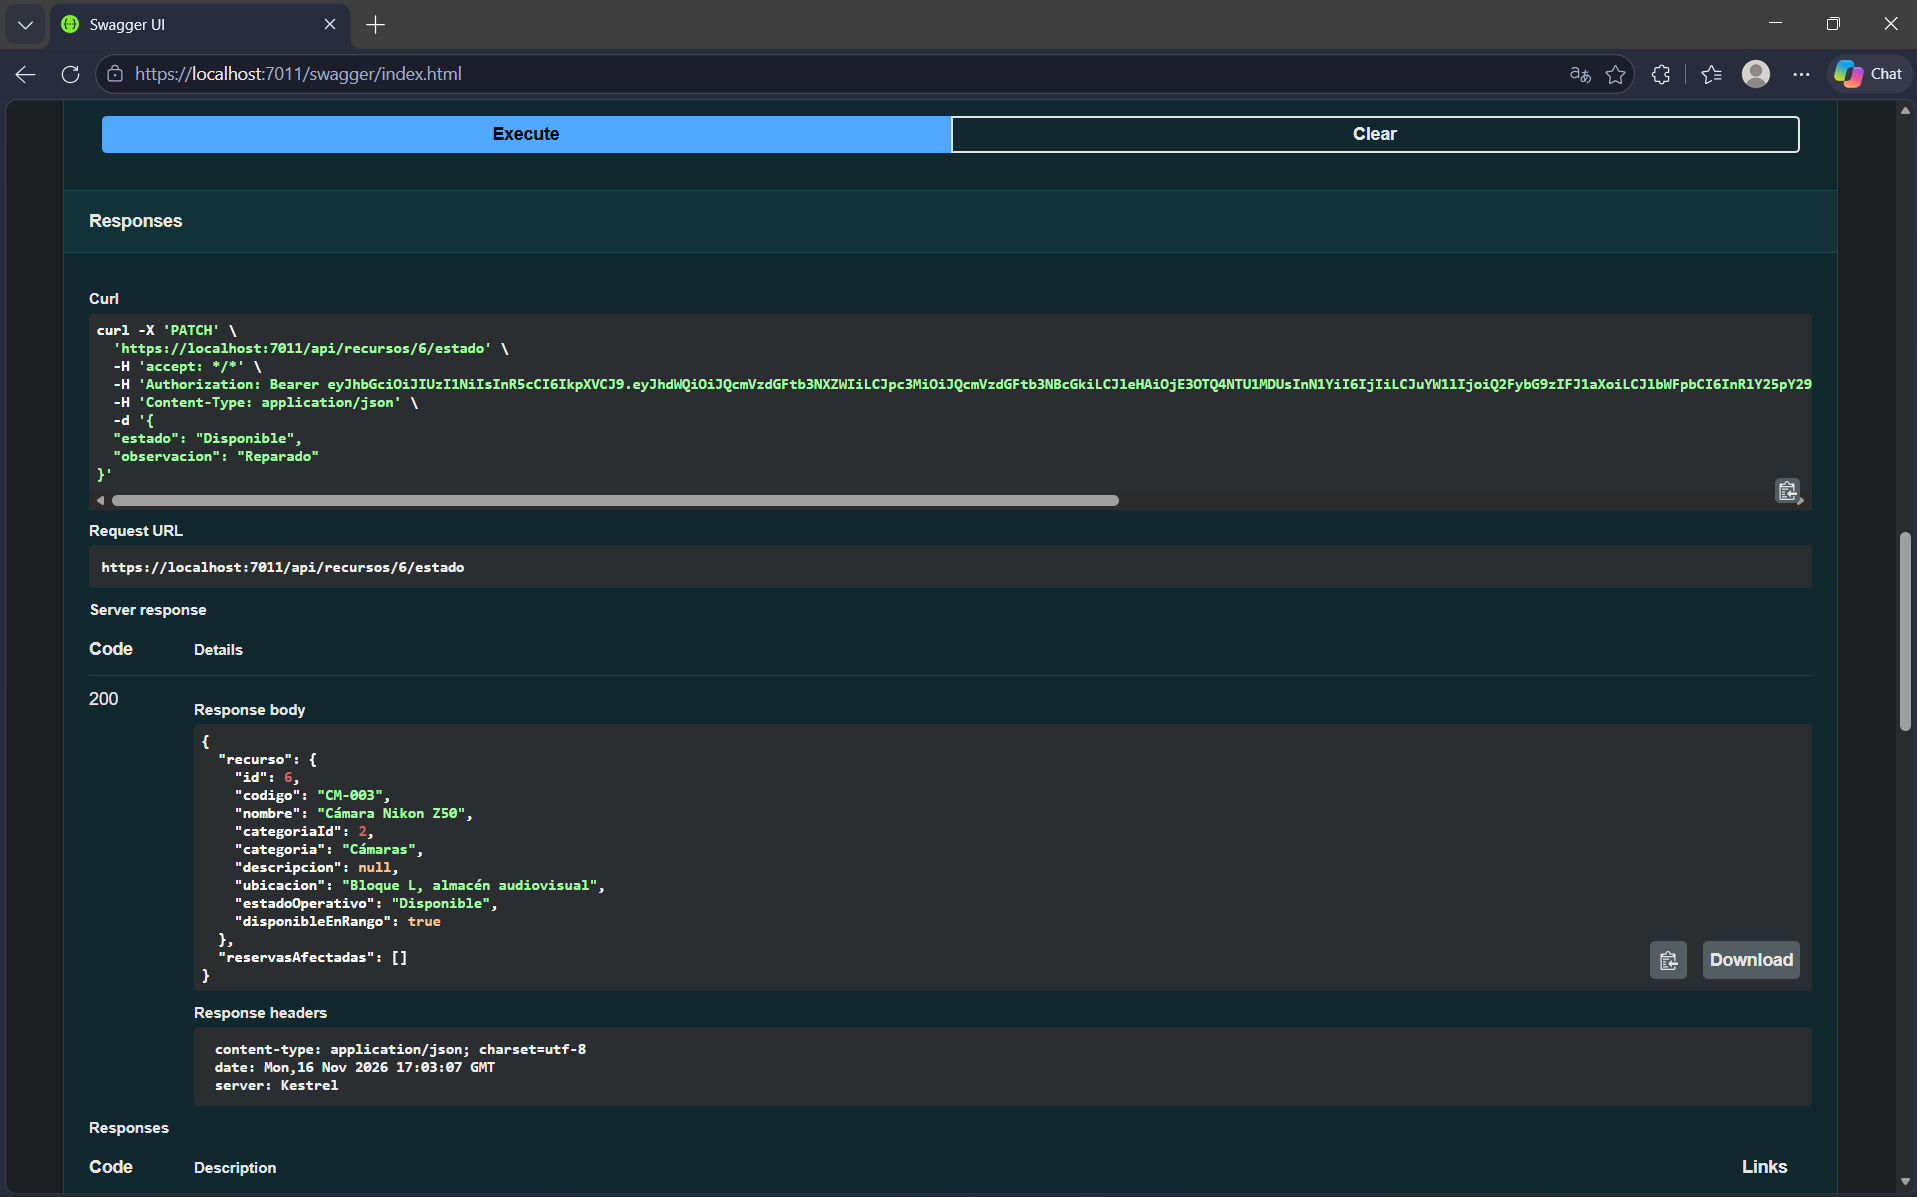 Swagger UI
https://localhost:7011/swagger/index.html
Chat
Execute
Clear
Responses
Curl
curl -X 'PATCH' \
'https://localhost:7011/api/recursos/6/estado' \
-H 'accept: */*' \
-H 'Authorization: Bearer eyJhbGciOiJIUzI1NiIsInR5cCI6IkpXVCJ9.eyJhdWQiOiJQcmVzdGFtb3NXZWIiLCJpc3MiOiJQcmVzdGFtb3NBcGkiLCJleHAiOjE3OTQ4NTU1MDUsInN1YiI6IjIiLCJuYW1lIjoiQ2FybG9zIFJ1aXoiLCJlbWFpbCI6InRlY25pY29
-H 'Content-Type: application/json' \
-d '{
"estado": "Disponible",
"observacion": "Reparado"
}'
Request URL
https://localhost:7011/api/recursos/6/estado
Server response
Code Details
200
Response body
{
"recurso": {
"id": 6,
"codigo": "CM-003",
"nombre": "Cámara Nikon Z50",
"categoriaId": 2,
"categoria": "Cámaras",
"descripcion": null,
"ubicacion": "Bloque L, almacén audiovisual",
"estadoOperativo": "Disponible",
"disponibleEnRango": true
},
"reservasAfectadas": []
}
Download
Response headers
content-type: application/json; charset=utf-8
date: Mon,16 Nov 2026 17:03:07 GMT
server: Kestrel
Responses
Code Description Links